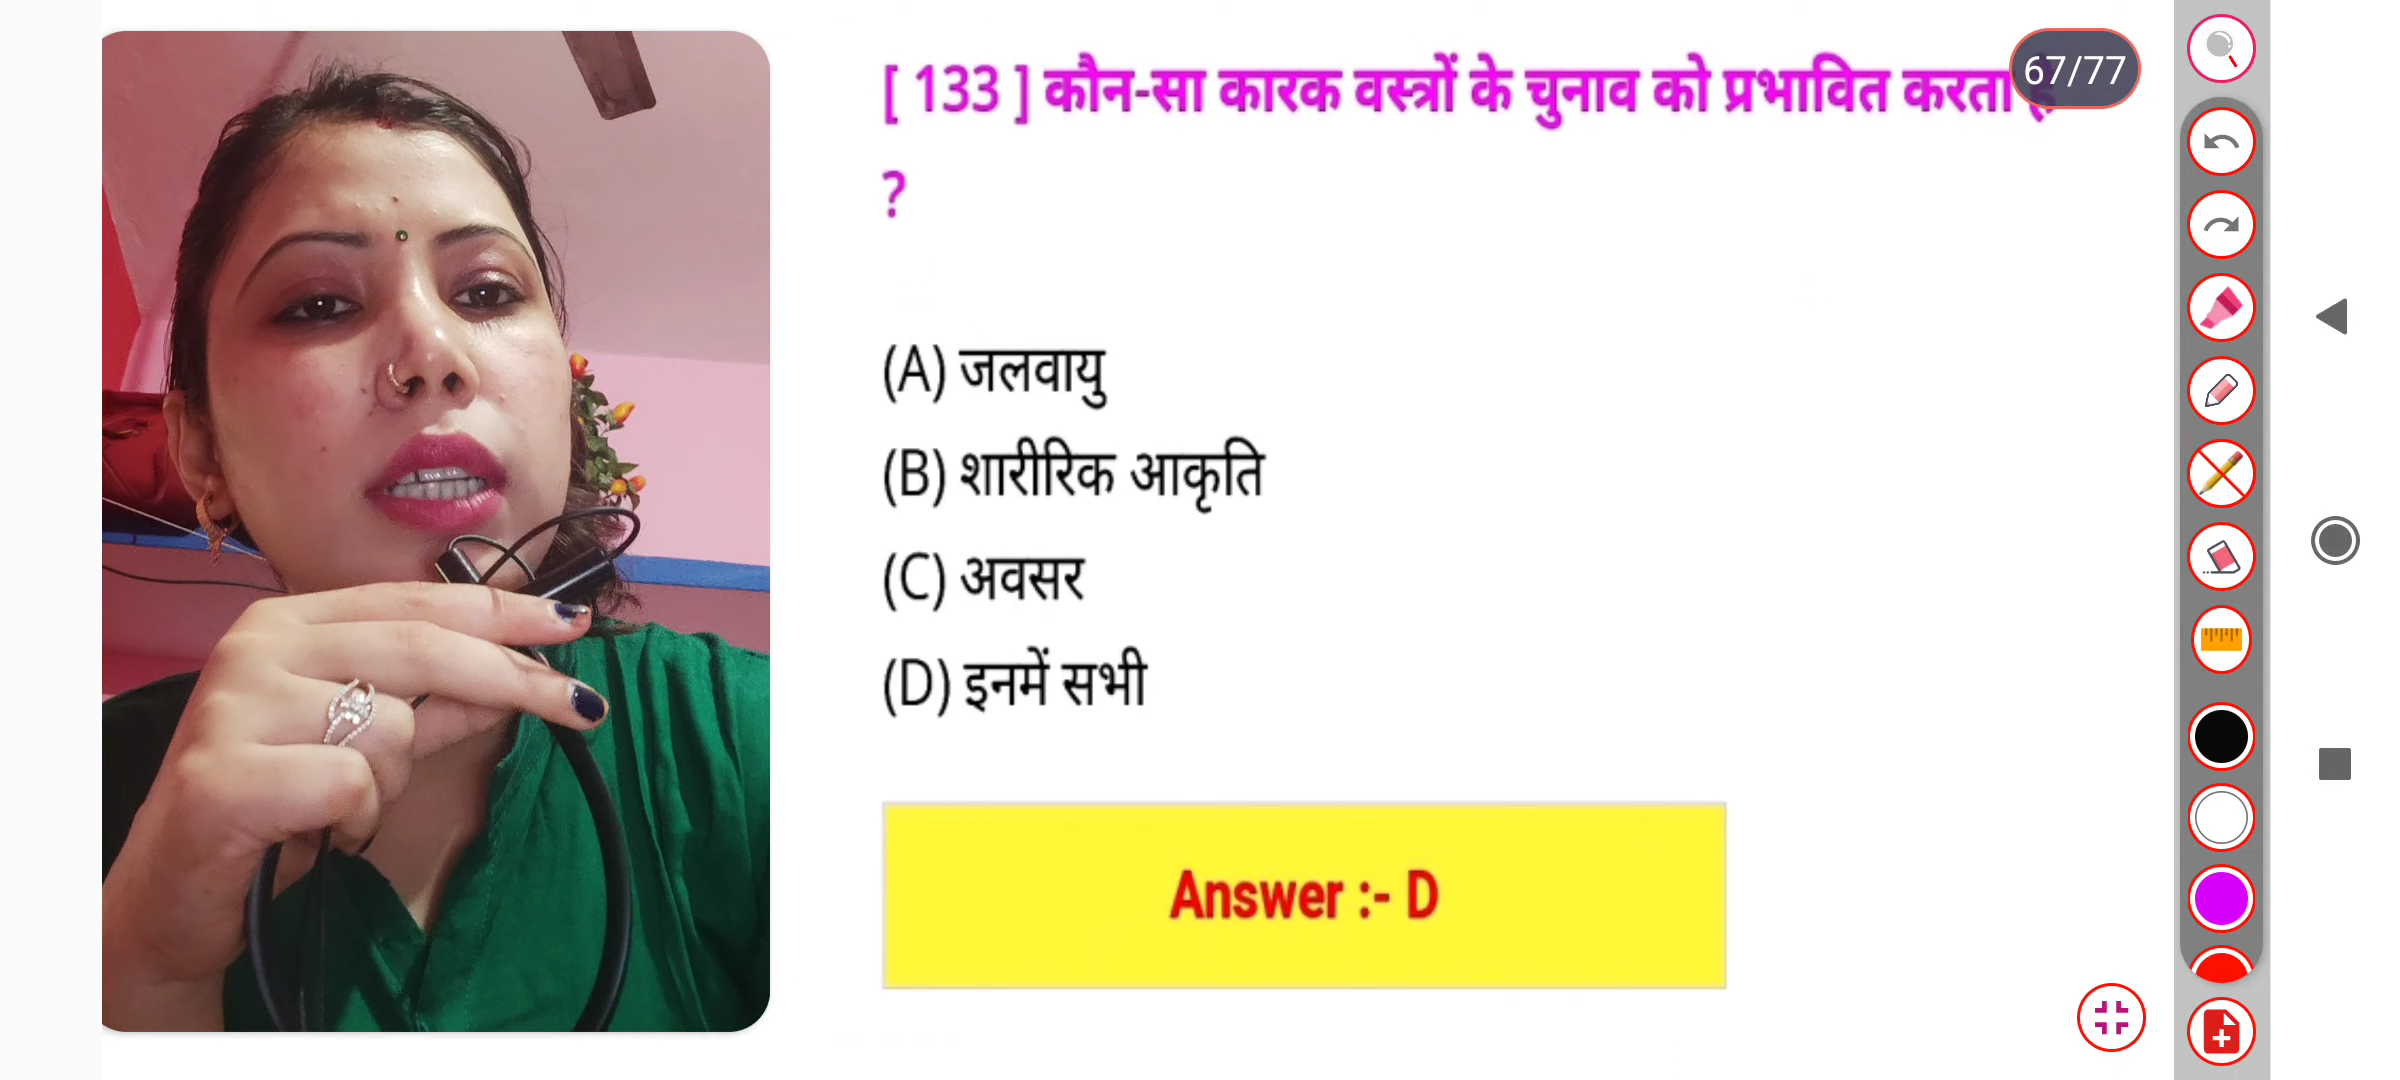 [ 133 ] कौन-सा कारक वस्त्रों के चुनाव को प्रभावित करता
67/77
?
(A) जलवायु
(B) शारीरिक आकृति
(C) अवसर
(D) इनमें सभी
Answer :- D